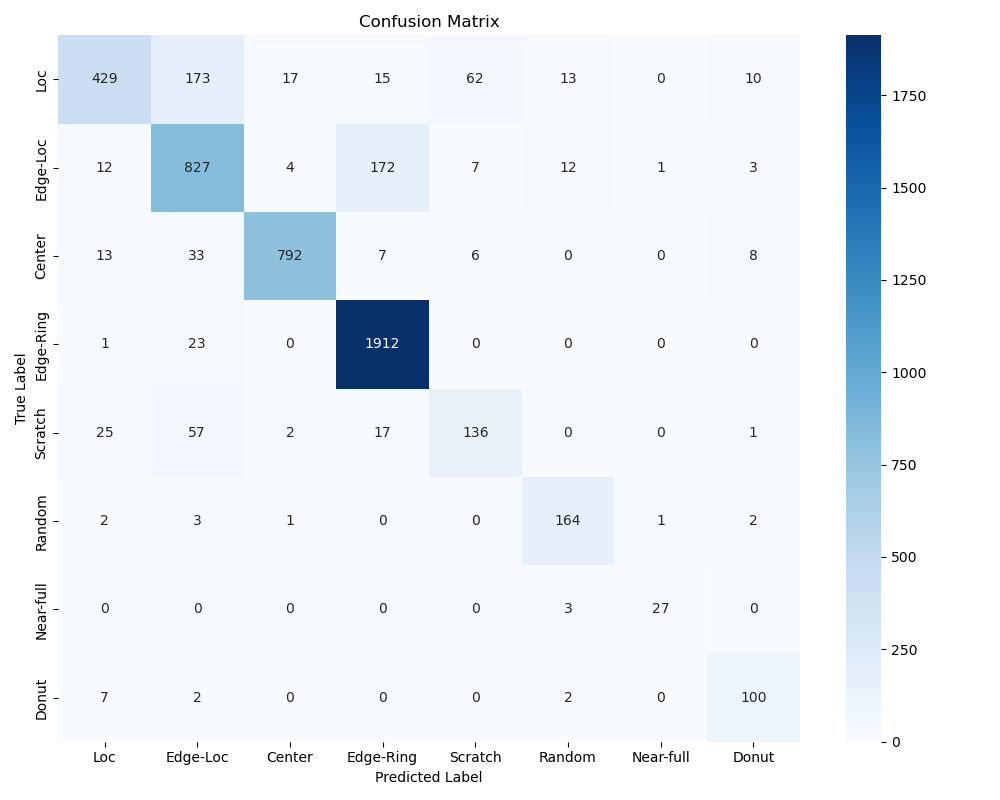 Confusion Matrix
True Label
Loc 429 173 17 15 62 13 0 10
Edge-Loc 12 827 4 172 7 12 1 3
Center 13 33 792 7 6 0 0 8
Edge-Ring 1 23 0 1912 0 0 0 0
Scratch 25 57 2 17 136 0 0 1
Random 2 3 1 0 0 164 1 2
Near-full 0 0 0 0 0 3 27 0
Donut 7 2 0 0 0 2 0 100
Loc Edge-Loc Center Edge-Ring Scratch Random Near-full Donut
Predicted Label
1750
1500
1250
1000
750
500
250
0